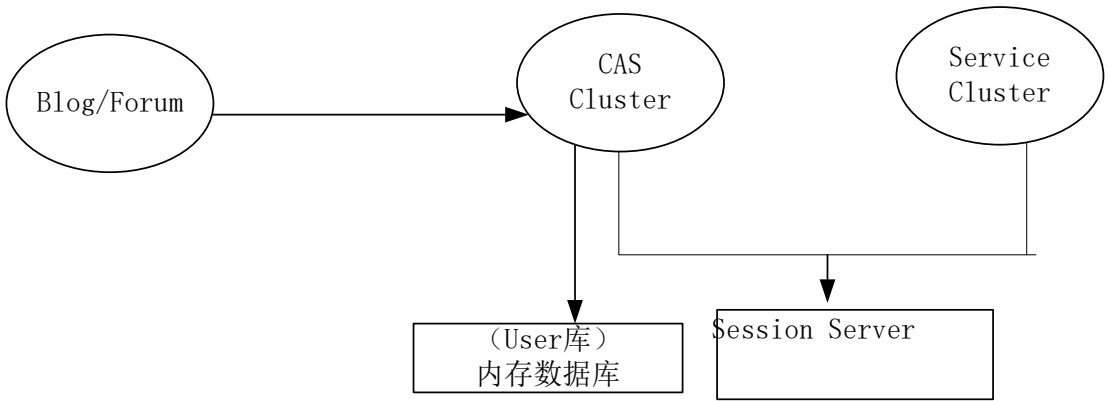 Blog/Forum
CAS
Cluster
Service
Cluster
（User库）
内存数据库
Session Server